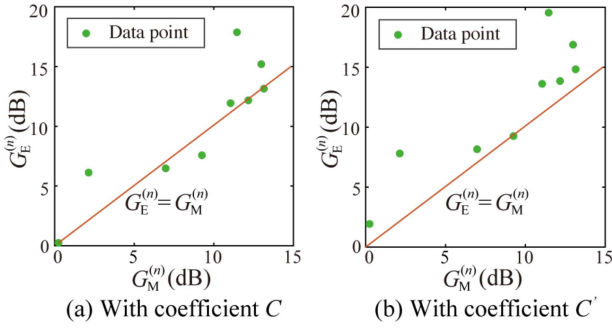 20
15
10
5
0
G_E^(n) (dB)
Data point
G_E^(n)=G_M^(n)
0 5 10 15
G_M^(n) (dB)
(a) With coefficient C
20
15
10
5
0
G_E^(n) (dB)
Data point
G_E^(n)=G_M^(n)
0 5 10 15
G_M^(n) (dB)
(b) With coefficient C'